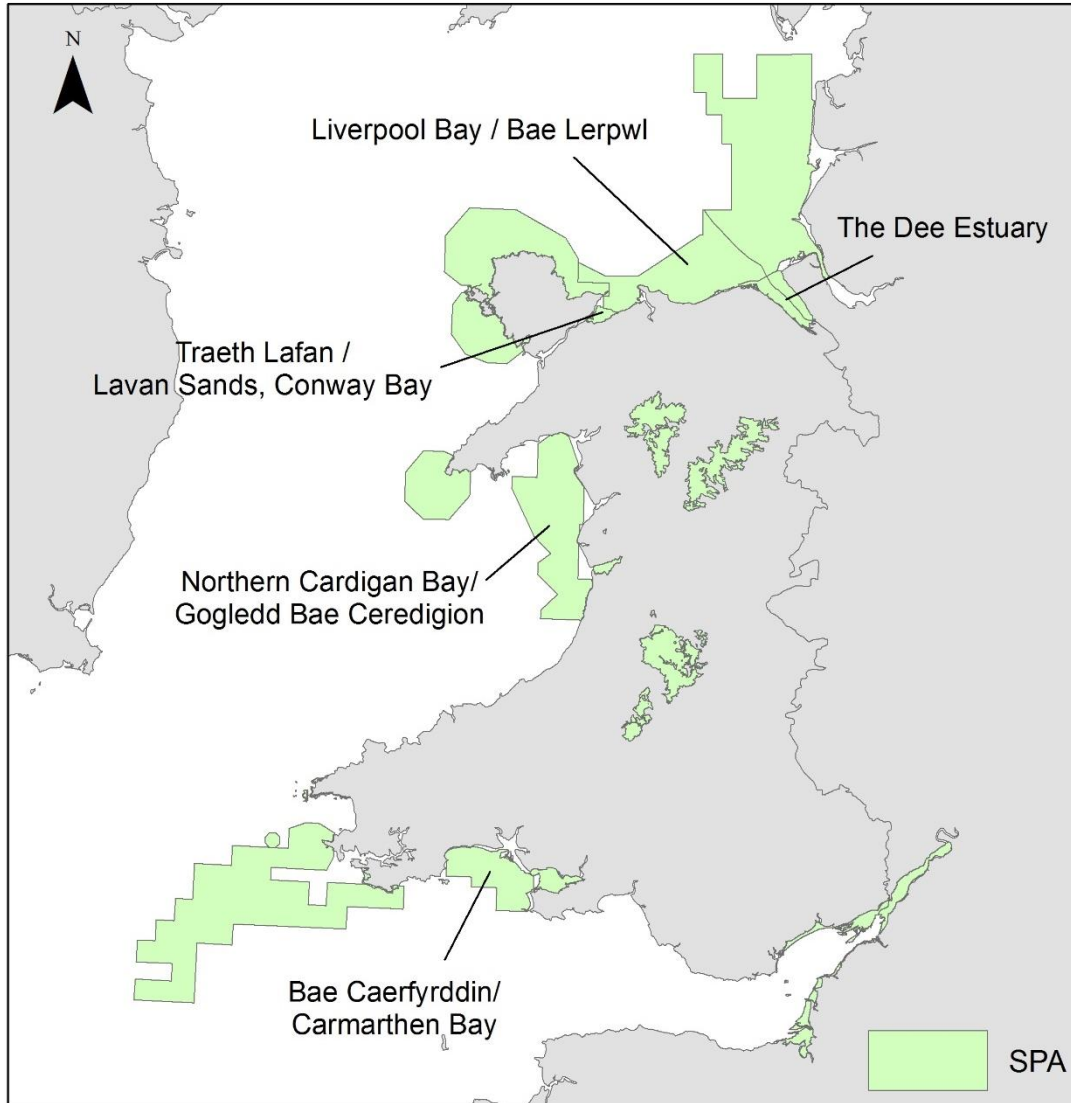 N
Liverpool Bay / Bae Lerpwl
The Dee Estuary
Traeth Lafan /
Lavan Sands, Conway Bay
Northern Cardigan Bay/
Gogledd Bae Ceredigion
Bae Caerfyrddin/
Carmarthen Bay
SPA